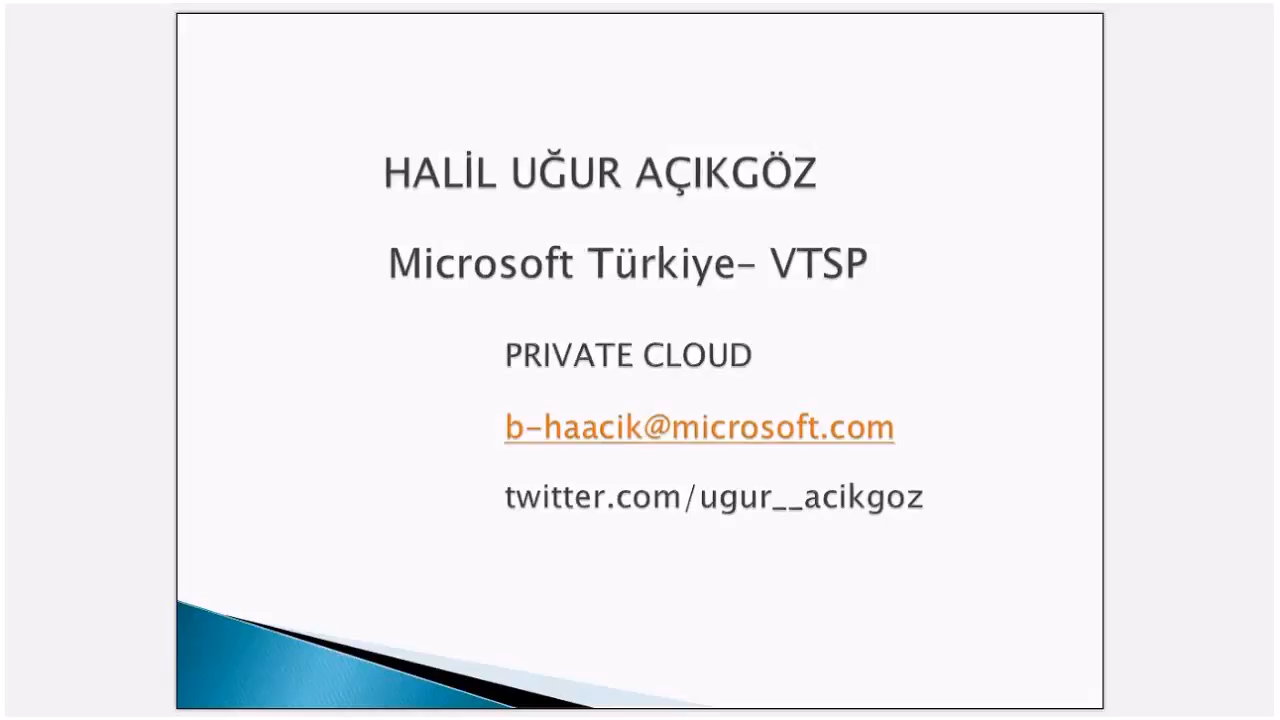 HALİL UĞUR AÇIKGÖZ
Microsoft Türkiye- VTSP
PRIVATE CLOUD
b-haacik@microsoft.com
twitter.com/ugur__acikgoz